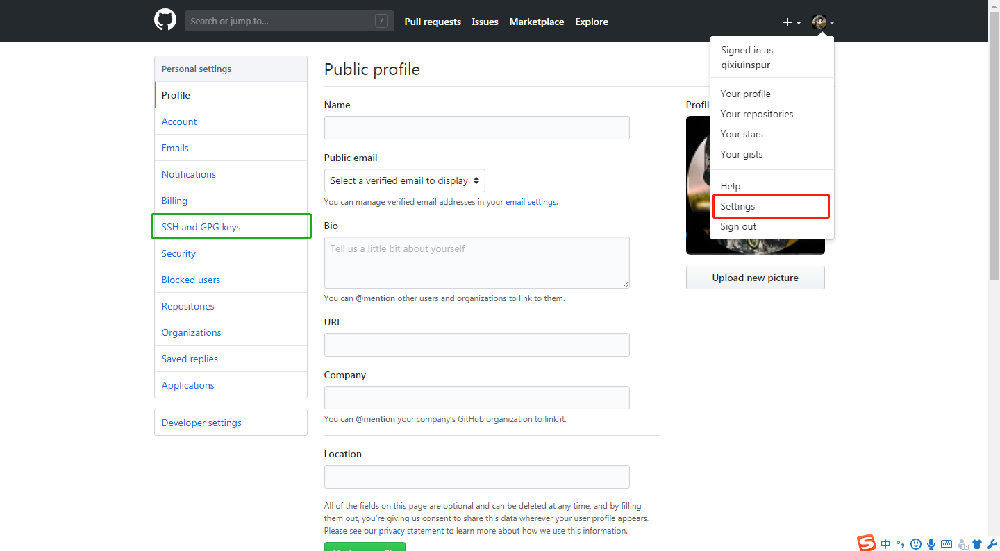 Search or jump to...
/
Pull requests
Issues
Marketplace
Explore
Signed in as
qixiuinspur
Your profile
Your repositories
Your stars
Your gists
Help
Settings
Sign out
Personal settings
Profile
Account
Emails
Notifications
Billing
SSH and GPG keys
Security
Blocked users
Repositories
Organizations
Saved replies
Applications
Developer settings
Public profile
Name
Public email
Select a verified email to display
You can manage verified email addresses in your email settings.
Bio
Tell us a little bit about yourself
You can @mention other users and organizations to link to them.
URL
Company
You can @mention your company's GitHub organization to link it.
Location
All of the fields on this page are optional and can be deleted at any time, and by filling
them out, you're giving us consent to share this data wherever your user profile appears.
Please see our privacy statement to learn more about how we use this information.
Upload new picture
中